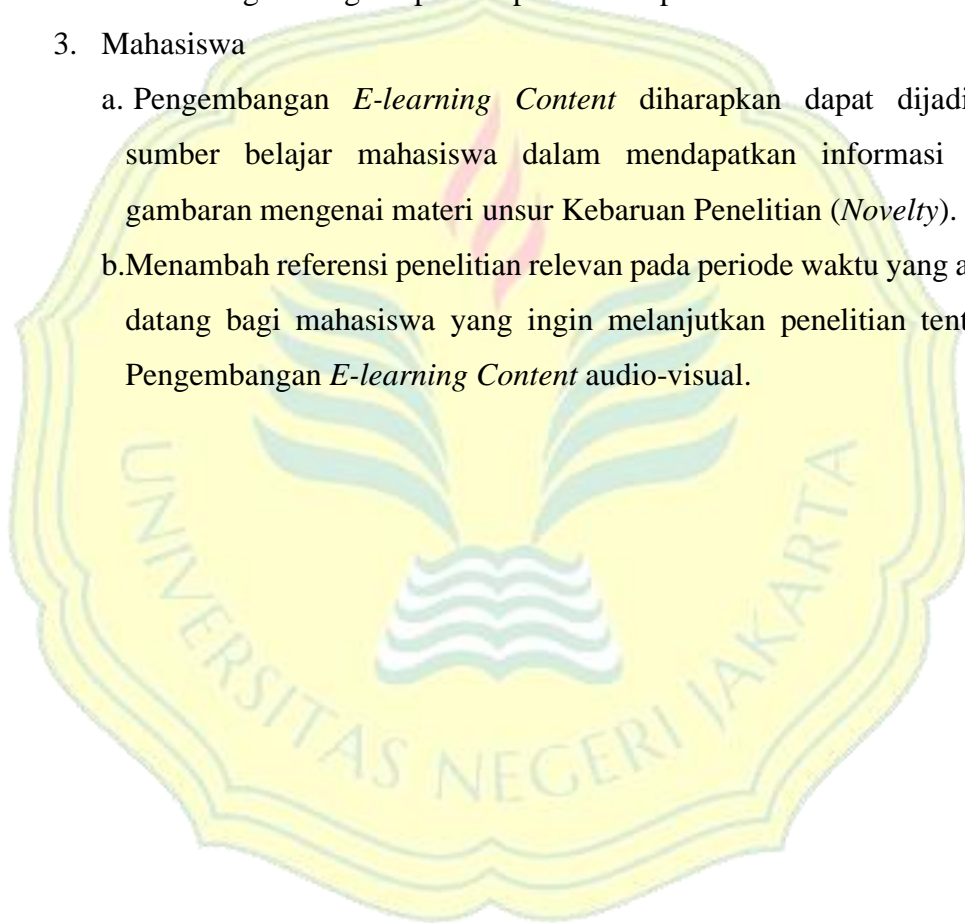 3. Mahasiswa
a. Pengembangan E-learning Content diharapkan dapat
sumber belajar mahasiswa dalam mendapatkan informasi
gambaran mengenai materi unsur Kebaruan Penelitian (Novelty).
b.Menambah referensi penelitian relevan pada periode waktu yang
datang bagi mahasiswa yang ingin melanjutkan penelitian
Pengembangan E-learning Content audio-visual.
UNIVERSITAS NEGERI JAKARTA